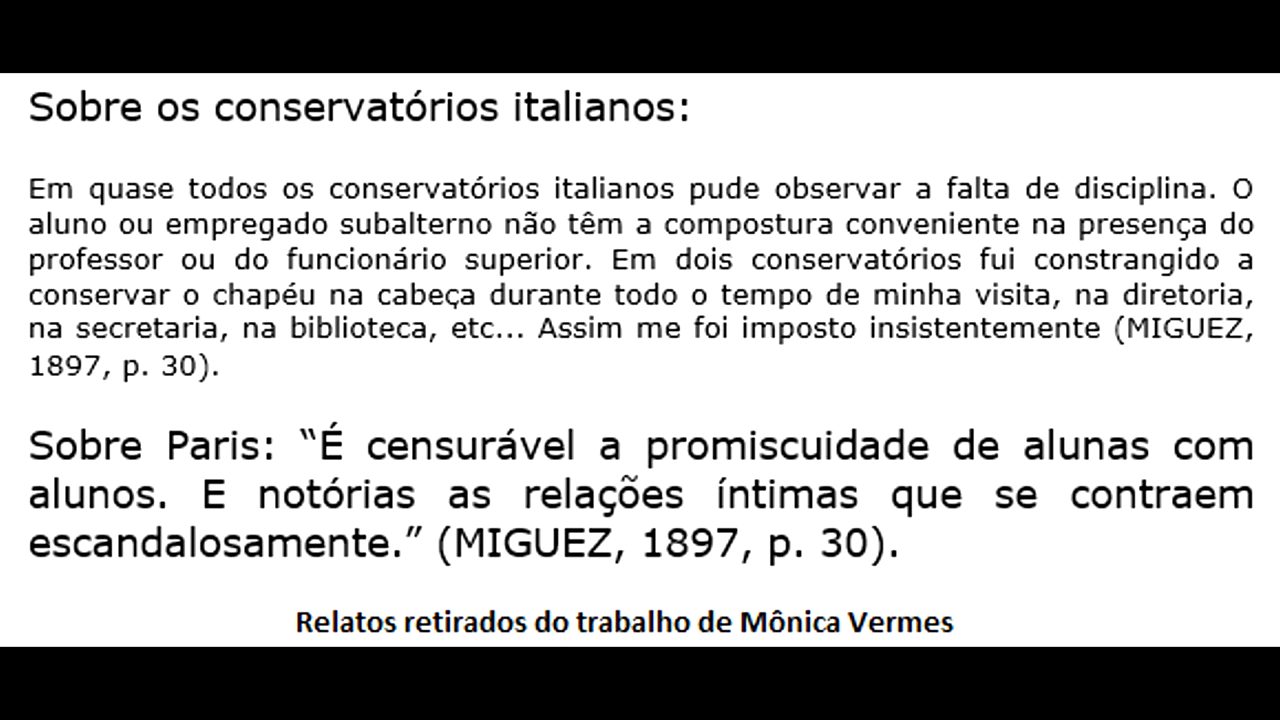 Sobre os conservatórios italianos:
Em quase todos os conservatórios italianos pude observar a falta de disciplina. O
aluno ou empregado subalterno não têm a compostura conveniente na presença do
professor ou do funcionário superior. Em dois conservatórios fui constrangido a
conservar o chapéu na cabeça durante todo o tempo de minha visita, na diretoria,
na secretaria, na biblioteca, etc... Assim me foi imposto insistentemente (MIGUEZ,
1897, p. 30).
Sobre Paris: “É censurável a promiscuidade de alunas com
alunos. E notórias as relações íntimas que se contraem
escandalosamente.” (MIGUEZ, 1897, p. 30).
Relatos retirados do trabalho de Mônica Vermes